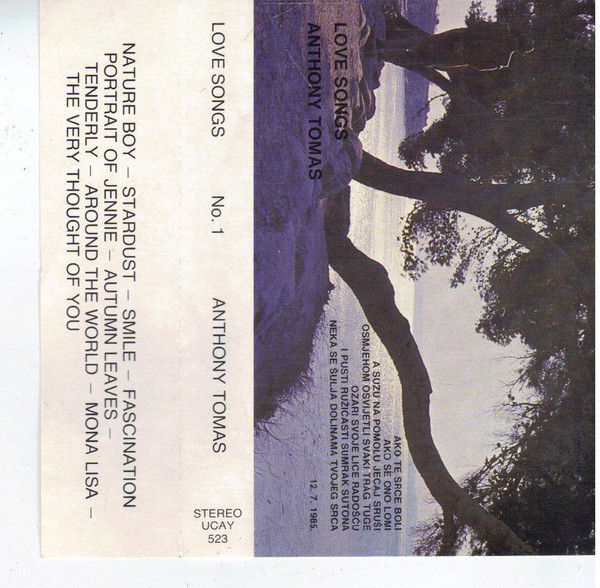 LOVE SONGS
ANTHONY TOMAS
AKO TE SRCE BOLI
AKO SE ONO LOMI
A SUZU NA POMOLU JECAJ SRUŠI
OSMJEHOM OSVIJETLI SVAKI TRAG TUGE
OZARI SVOJE LICE RADOŠĆU
I PUSTI RUŽIČASTI SUMRAK SUTONA
NEKA SE ŠULJA DOLINAMA TVOJEG SRCA
12. 7. 1985.
LOVE SONGS No. 1 ANTHONY TOMAS
STEREO
UCAY
523
NATURE BOY – STARDUST – SMILE – FASCINATION
PORTRAIT OF JENNIE – AUTUMN LEAVES –
TENDERLY – AROUND THE WORLD – MONA LISA –
THE VERY THOUGHT OF YOU